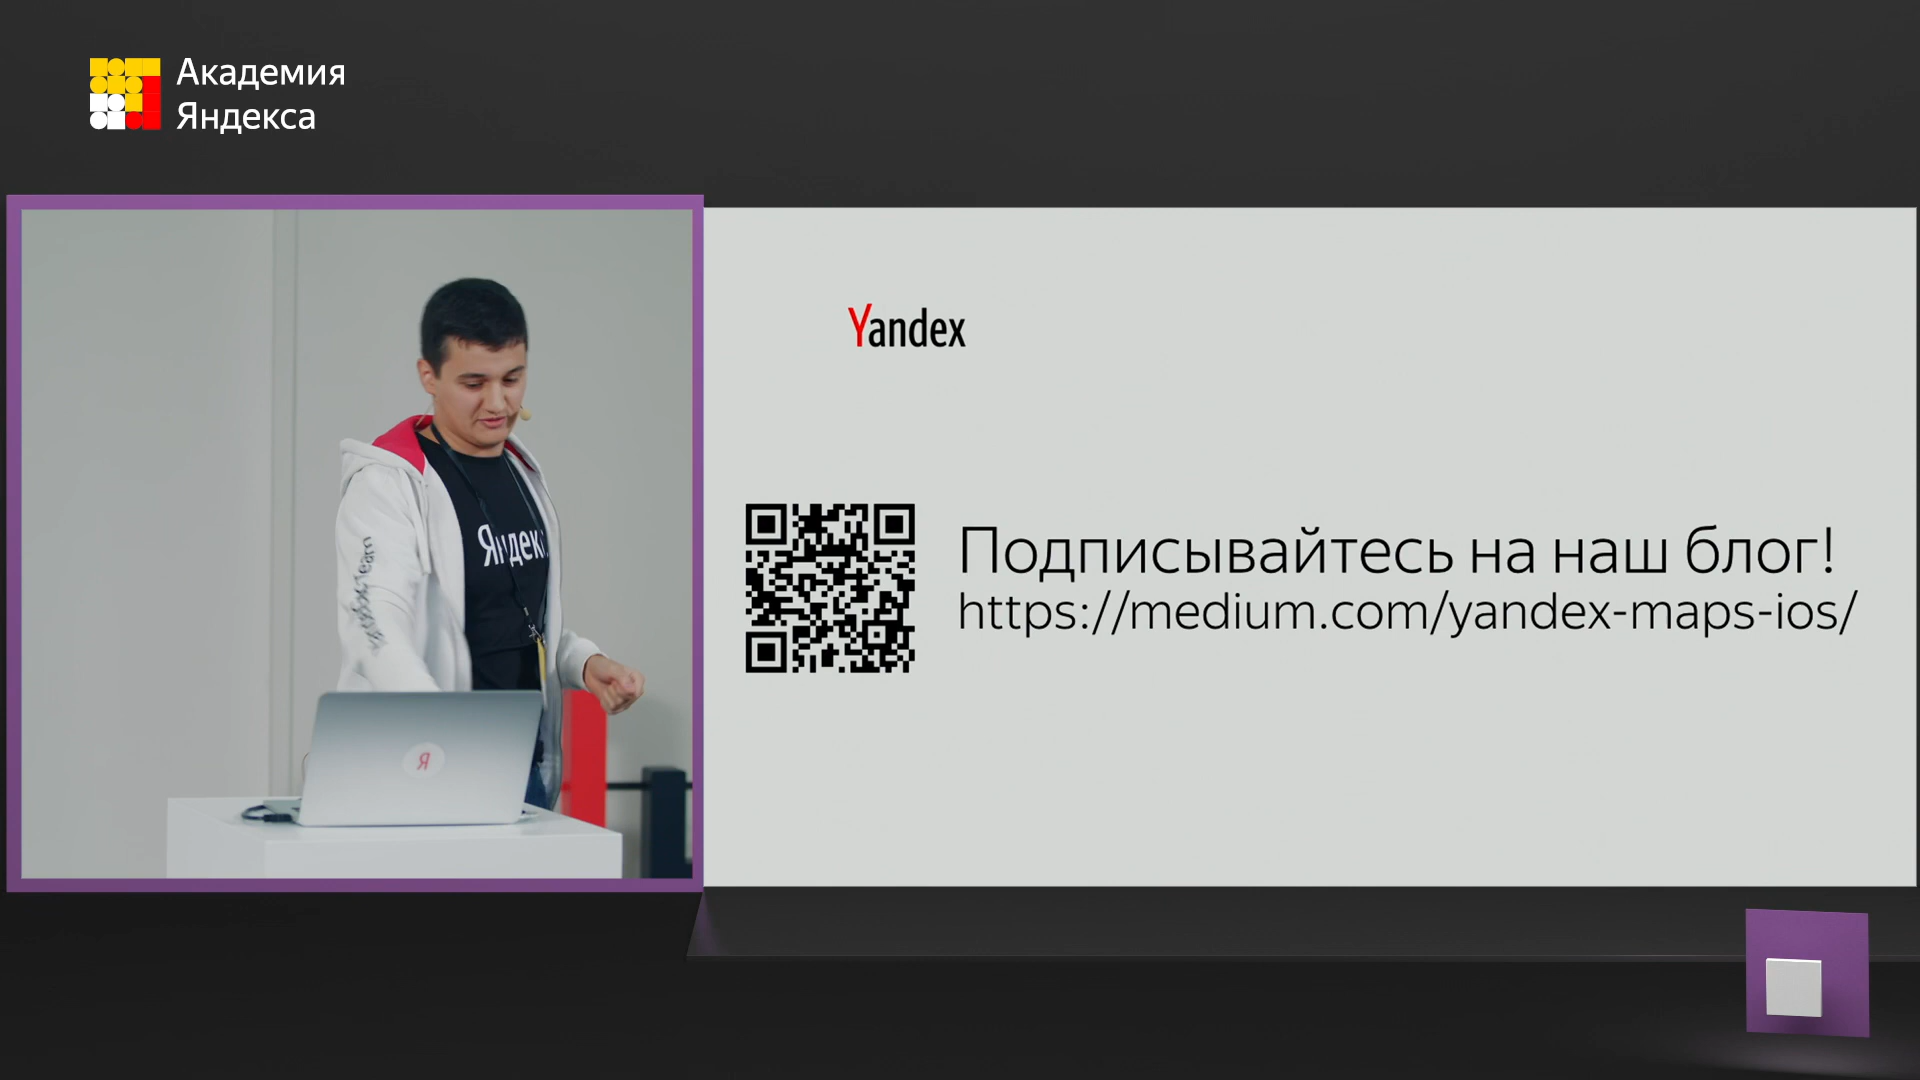 Академия
Яндекса
Yandex
Подписывайтесь на наш блог!
https://medium.com/yandex-maps-ios/
Яндекс
Я